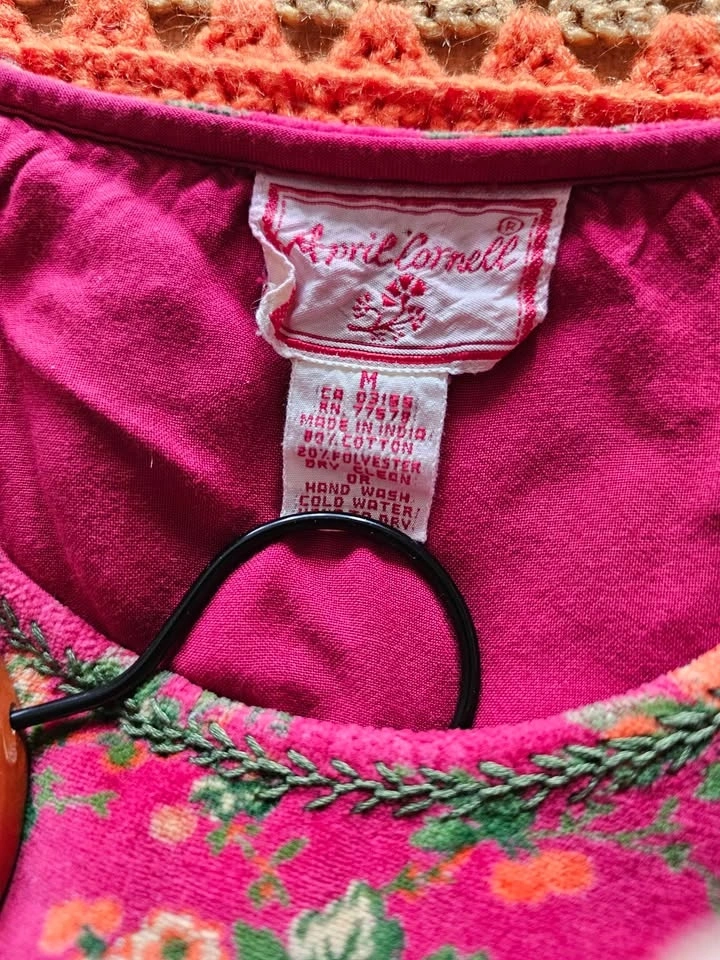 April Cornell ®
M
CA 03155
RN 77579
MADE IN INDIA
80% COTTON
20% POLYESTER
DRY CLEAN
OR
HAND WASH
COLD WATER/
DRY